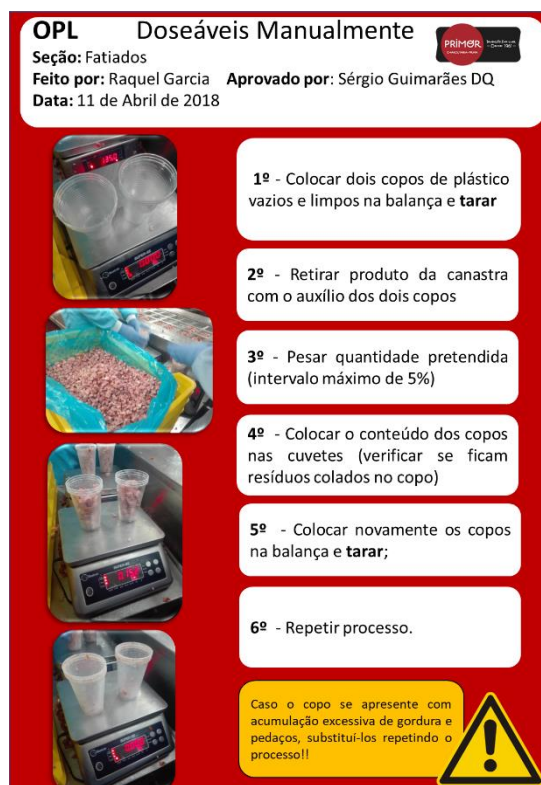 OPL Doseáveis Manualmente
PRIMOR
Seção: Fatiados
Feito por: Raquel Garcia Aprovado por: Sérgio Guimarães DQ
Data: 11 de Abril de 2018
1º - Colocar dois copos de plástico
vazios e limpos na balança e tarar
2º - Retirar produto da canastra
com o auxílio dos dois copos
3º - Pesar quantidade pretendida
(intervalo máximo de 5%)
4º - Colocar o conteúdo dos copos
nas cuvetes (verificar se ficam
resíduos colados no copo)
5º - Colocar novamente os copos
na balança e tarar;
6º - Repetir processo.
Caso o copo se apresente com
acumulação excessiva de gordura e
pedaços, substituí-los repetindo o
processo!!